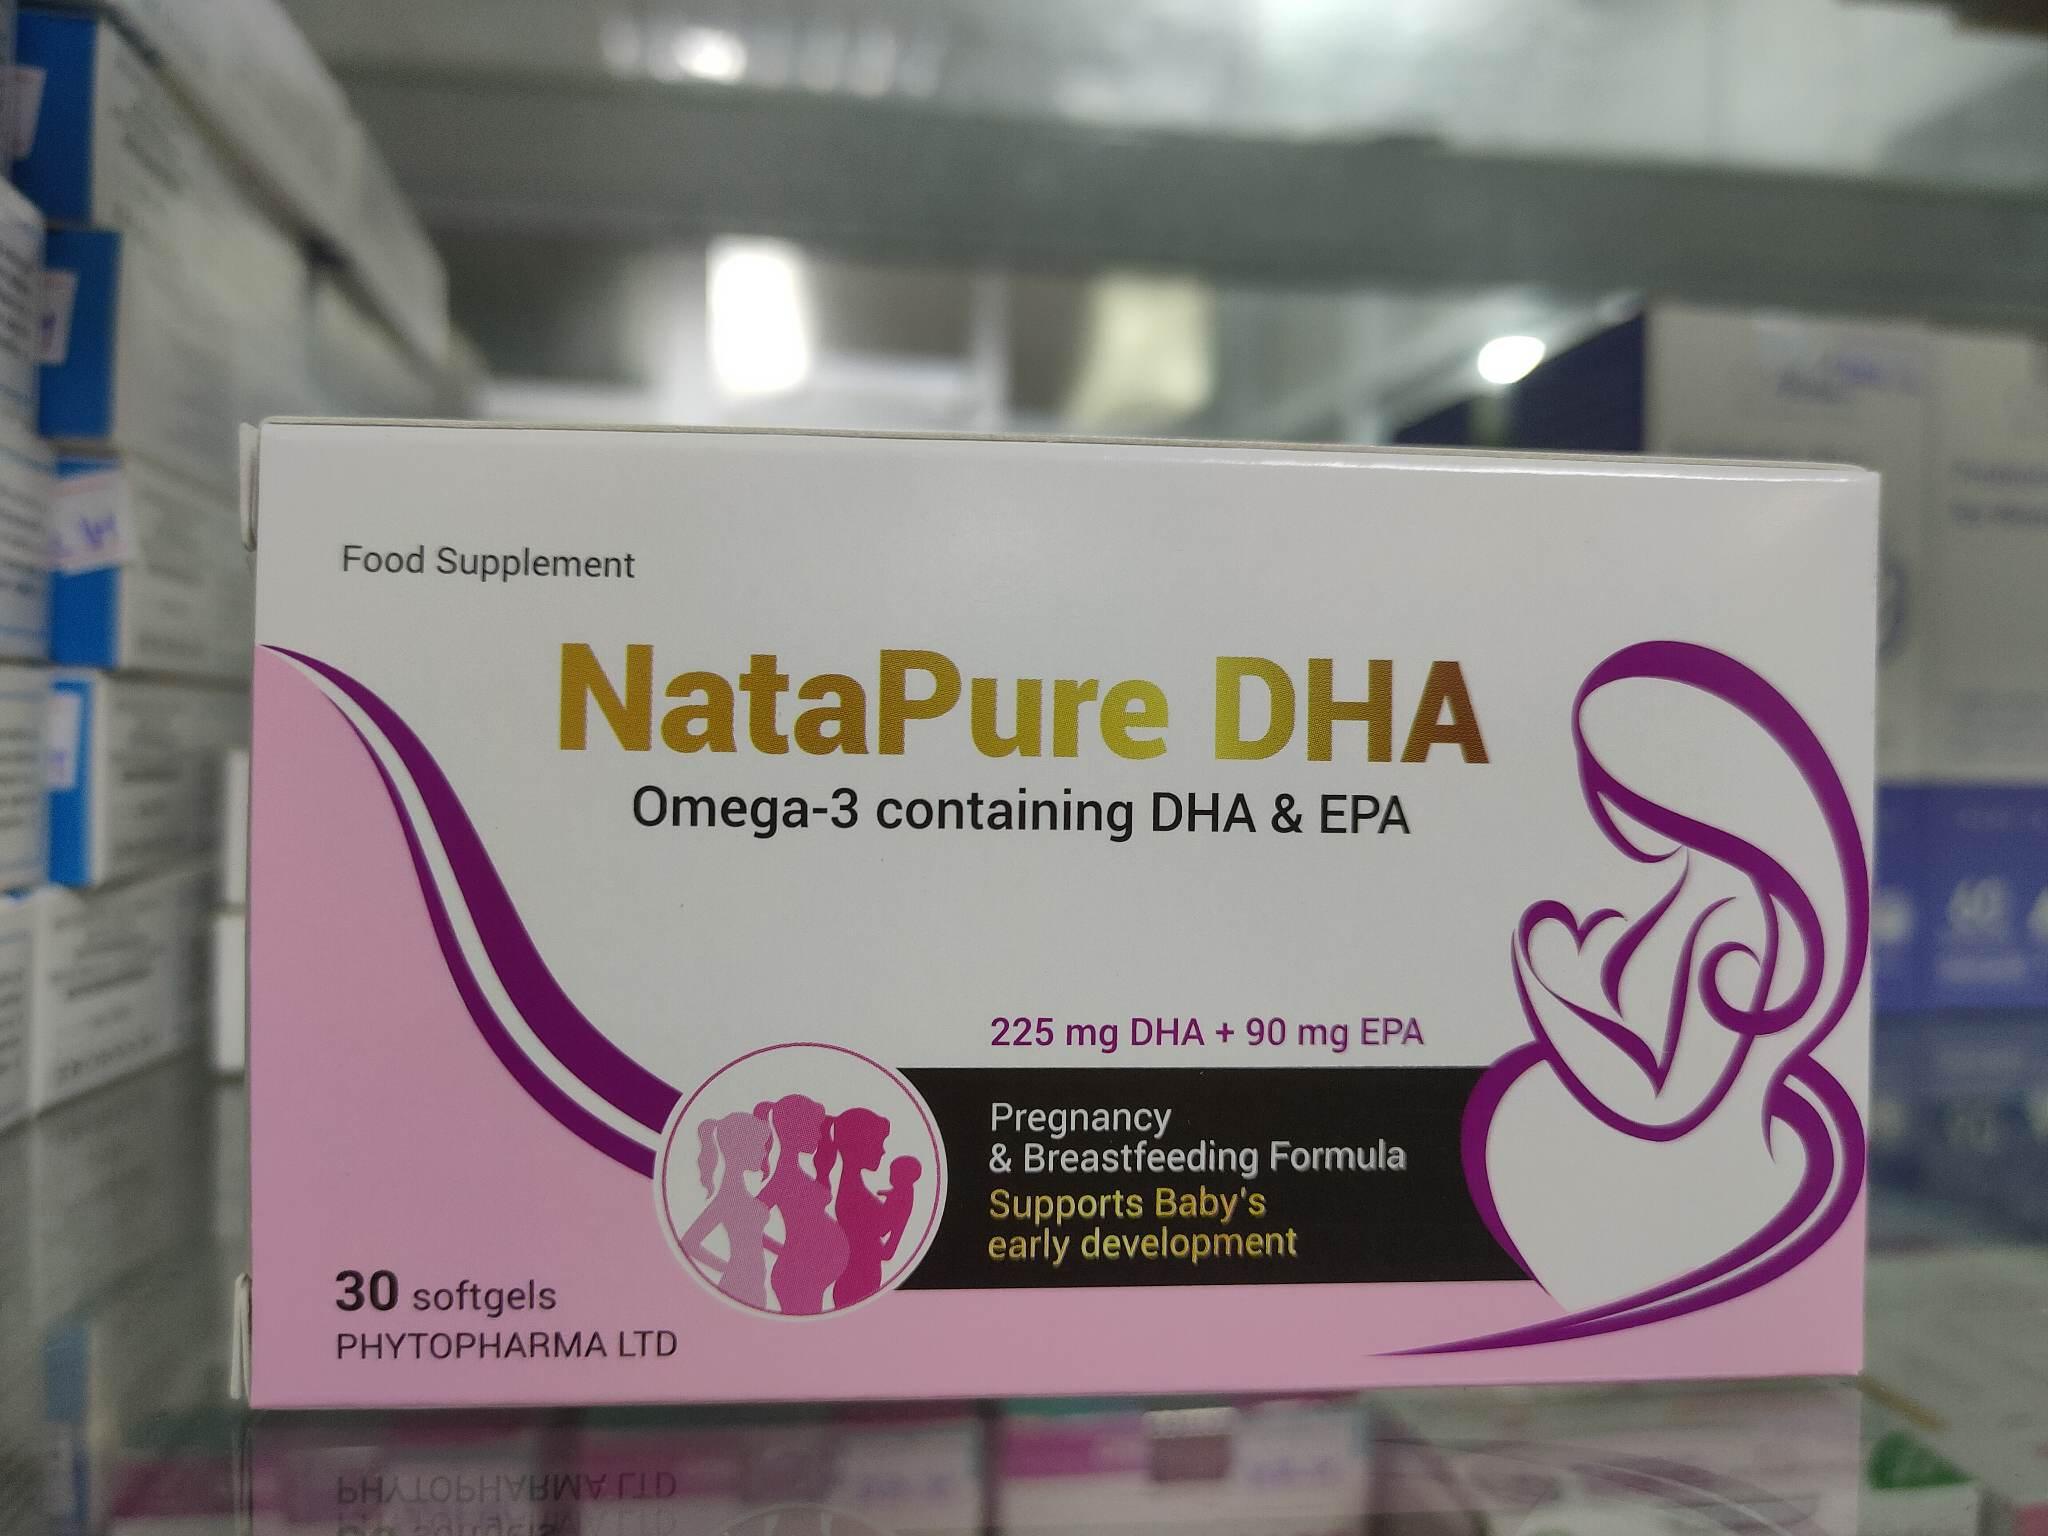 Food Supplement
NataPure DHA
Omega-3 containing DHA & EPA
225 mg DHA + 90 mg EPA
Pregnancy
& Breastfeeding Formula
Supports Baby's
early development
30 softgels
PHYTOPHARMA LTD